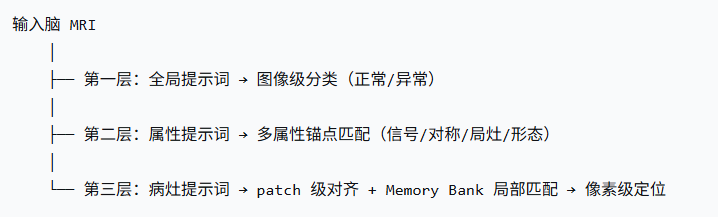 输入脑 MRI
│
├── 第一层：全局提示词 → 图像级分类（正常/异常）
│
├── 第二层：属性提示词 → 多属性锚点匹配（信号/对称/局灶/形态）
│
└── 第三层：病灶提示词 → patch 级对齐 + Memory Bank 局部匹配 → 像素级定位